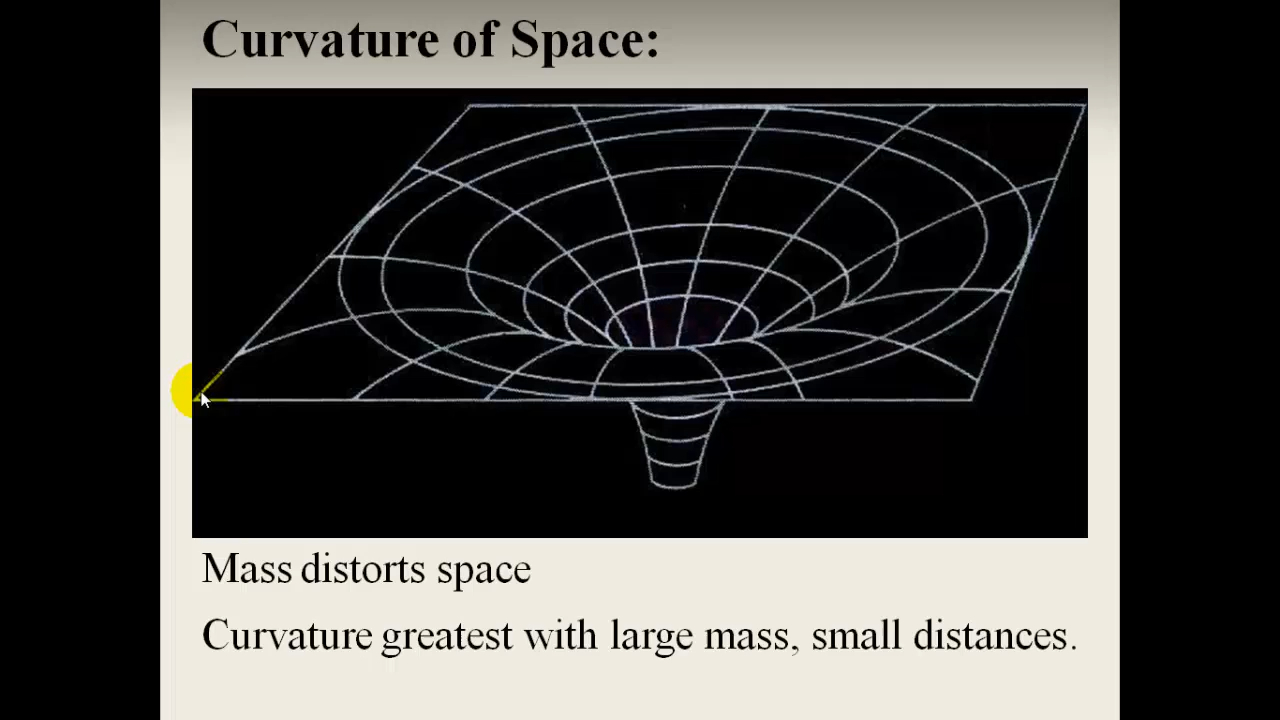 Curvature of Space:
Mass distorts space
Curvature greatest with large mass, small distances.